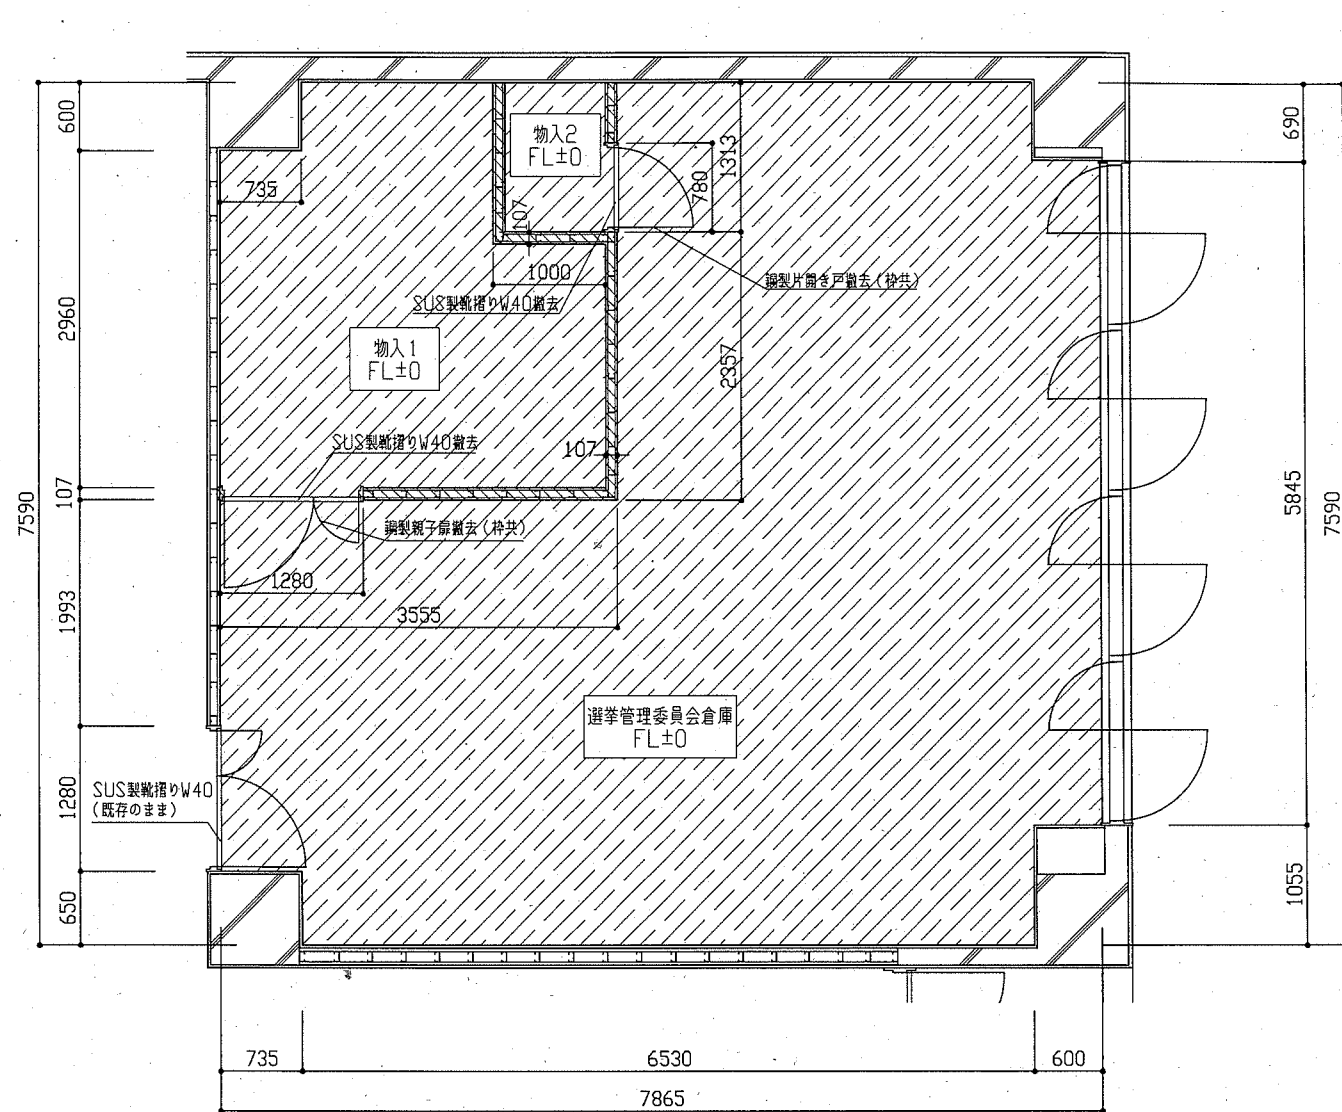 600
735
2960
107
7590
1993
1280
650
物入2
FL±0
1313
780
107
1000
SUS製靴摺りW40撤去
鋼製片開き戸撤去(枠共)
物入1
FL±0
2357
107
SUS製靴摺りW40撤去
鋼製親子扉撤去(枠共)
1280
3555
選挙管理委員会倉庫
FL±0
SUS製靴摺りW40
(既存のまま)
690
5845
7590
1055
735
6530
600
7865